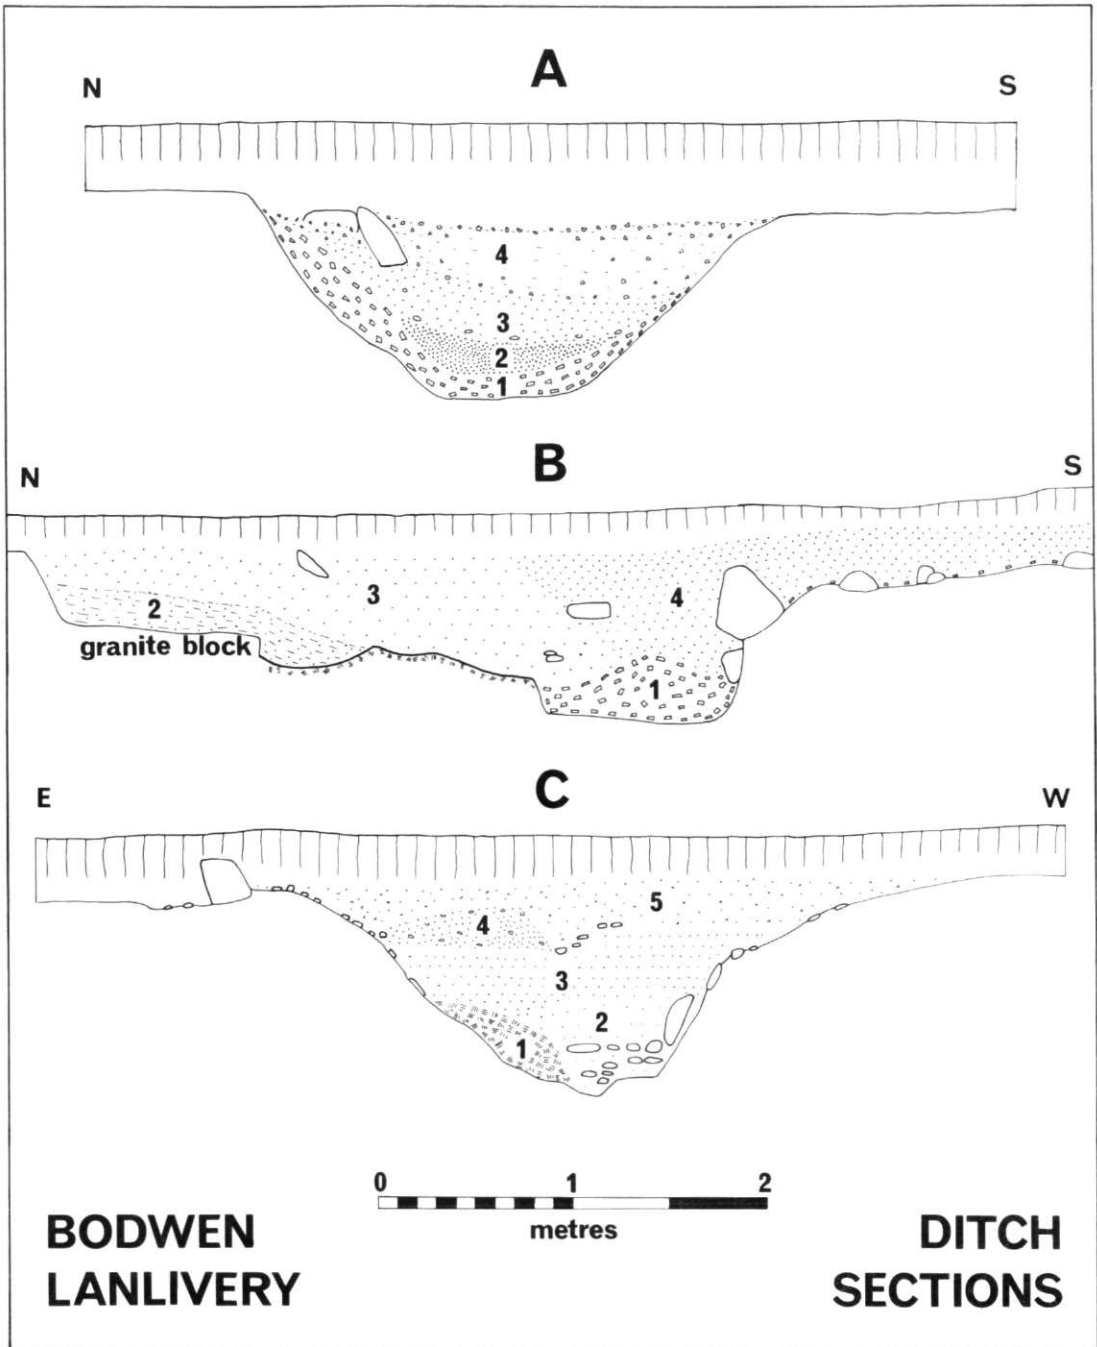 A
N S
4
3
2
1
B
N S
2 3 4
granite block
1
C
E W
5
4
3
2
1
0 1 2
metres
BODWEN DITCH
LANLIVERY SECTIONS